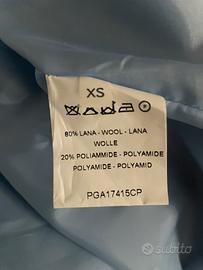 XS
80% LANA - WOOL - LANA
WOLLE
20% POLIAMMIDE - POLYAMIDE
POLYAMIDE - POLYAMID
PGA17415CP
subito